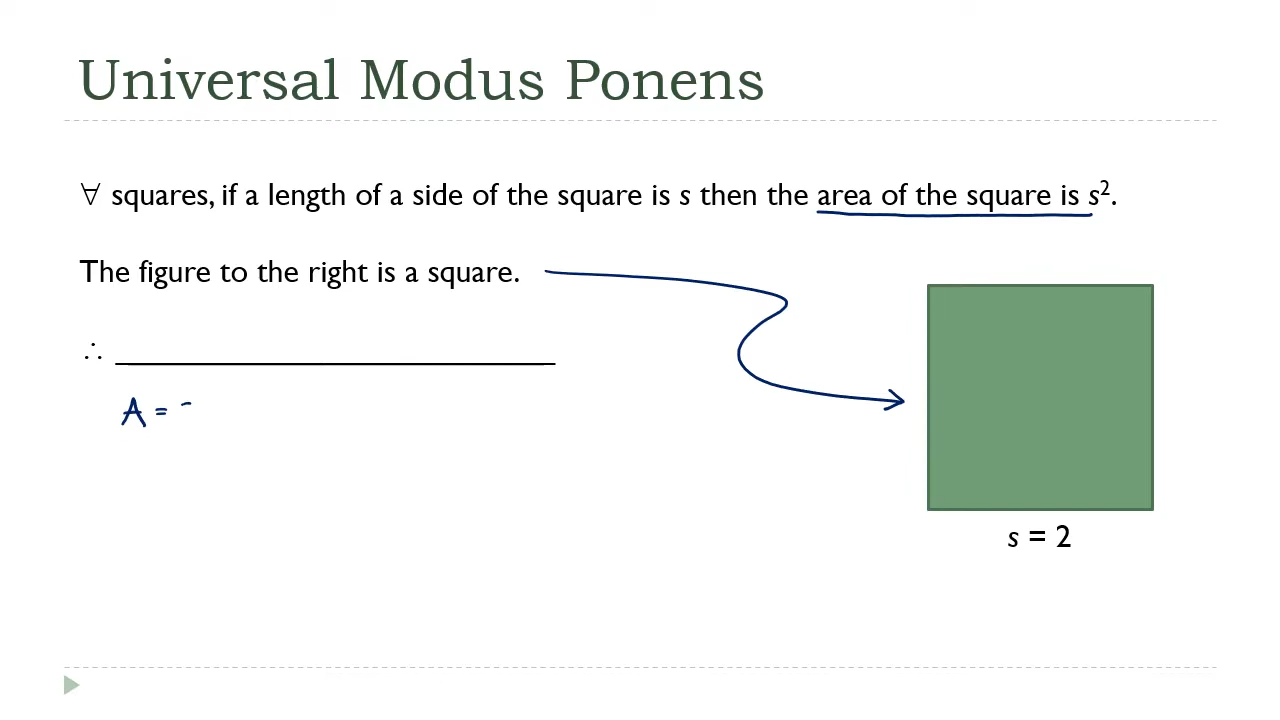 Universal Modus Ponens
∀ squares, if a length of a side of the square is s then the area of the square is s².
The figure to the right is a square.
∴ ____________________________
A =
s = 2